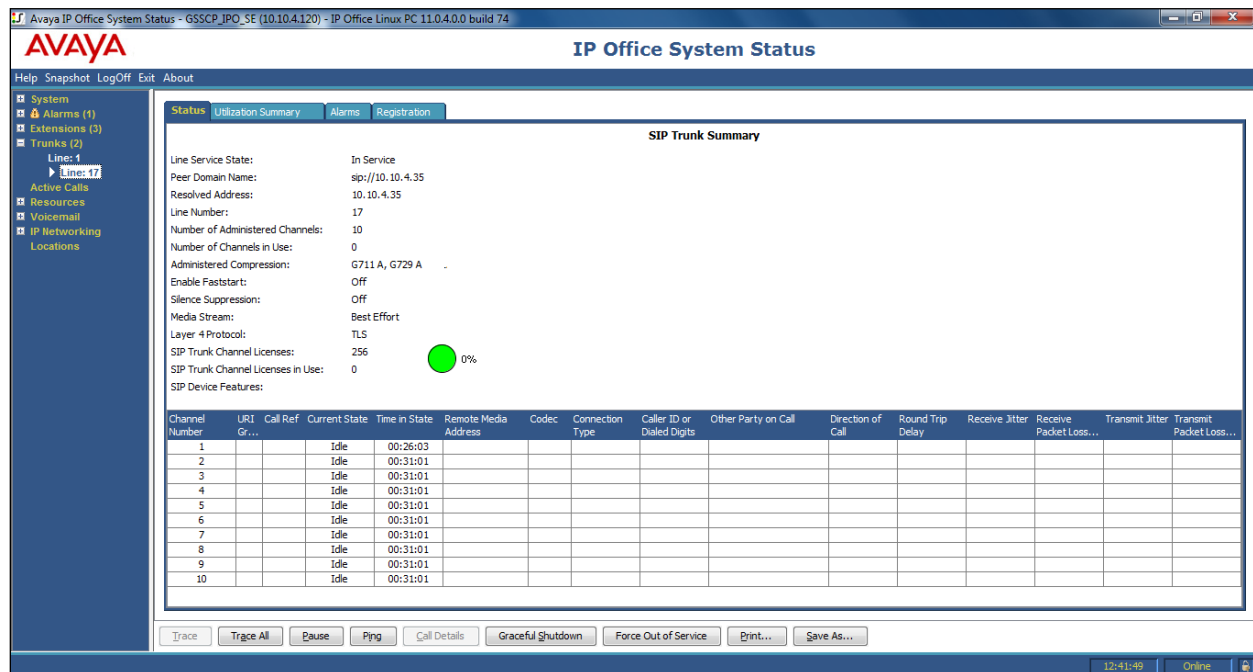 Avaya IP Office System Status - GSSCP_IPO_SE (10.10.4.120) - IP Office Linux PC 11.0.4.0.0 build 74
AVAYA
IP Office System Status
Help Snapshot LogOff Exit About
System
Alarms (1)
Extensions (3)
Trunks (2)
Line: 1
Line: 17
Active Calls
Resources
Voicemail
IP Networking
Locations
Status Utilization Summary Alarms Registration
SIP Trunk Summary
Line Service State: In Service
Peer Domain Name: sip://10.10.4.35
Resolved Address: 10.10.4.35
Line Number: 17
Number of Administered Channels: 10
Number of Channels in Use: 0
Administered Compression: G711 A, G729 A
Enable Faststart: Off
Silence Suppression: Off
Media Stream: Best Effort
Layer 4 Protocol: TLS
SIP Trunk Channel Licenses: 256
0%
SIP Trunk Channel Licenses in Use: 0
SIP Device Features:
Channel Number URI Gr... Call Ref Current State Time in State Remote Media Address Codec Connection Type Caller ID or Dialed Digits Other Party on Call Direction of Call Round Trip Delay Receive Jitter Receive Packet Loss... Transmit Jitter Transmit Packet Loss...
1 Idle 00:26:03
2 Idle 00:31:01
3 Idle 00:31:01
4 Idle 00:31:01
5 Idle 00:31:01
6 Idle 00:31:01
7 Idle 00:31:01
8 Idle 00:31:01
9 Idle 00:31:01
10 Idle 00:31:01
Trace Trace All Pause Ping Call Details Graceful Shutdown Force Out of Service Print... Save As...
12:41:49 Online